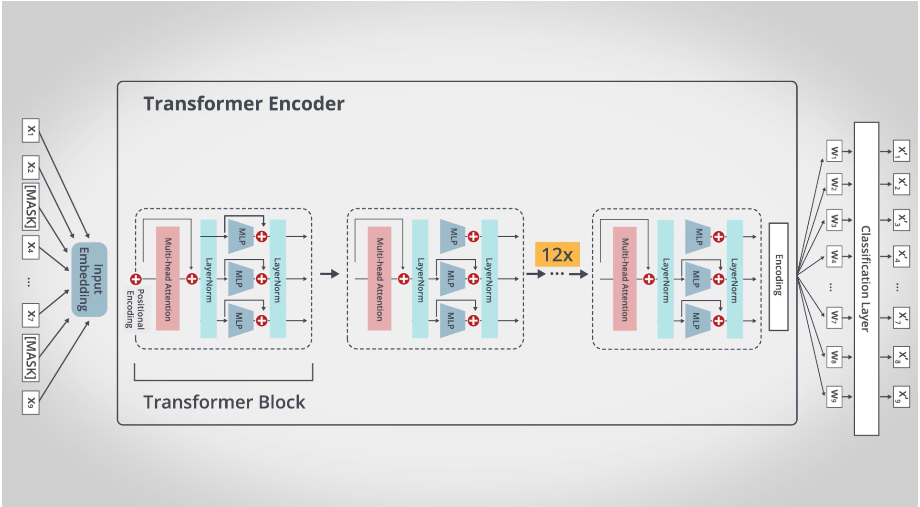 Transformer Encoder
X1
X2
[MASK]
X4
...
X7
[MASK]
X9
Input
Embedding
Positional
Encoding
Multi-head Attention
LayerNorm
MLP
MLP
MLP
LayerNorm
Transformer Block
Multi-head Attention
LayerNorm
MLP
MLP
MLP
LayerNorm
12x
....
Multi-head Attention
LayerNorm
MLP
MLP
MLP
LayerNorm
Encoding
W1
W2
W3
W4
...
W7
W8
W9
Classification Layer
X'1
X'2
X'3
X'4
...
X'7
X'8
X'9